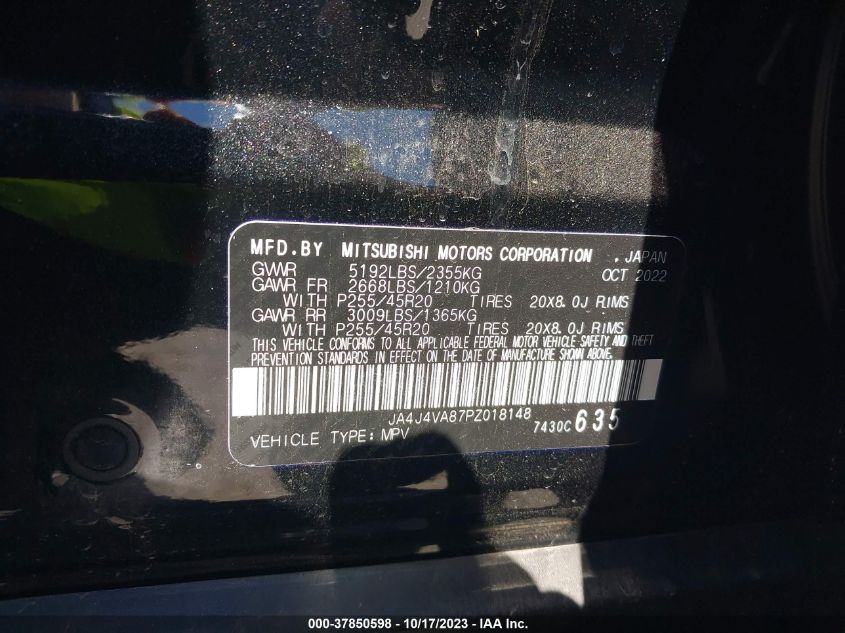 MFD.BY MITSUBISHI MOTORS CORPORATION , JAPAN
GVWR 5192LBS/2355KG OCT 2022
GAWR FR 2668LBS/1210KG
WITH P255/45R20 TIRES 20X8.0J RIMS
GAWR RR 3009LBS/1365KG
WITH P255/45R20 TIRES 20X8.0J RIMS
THIS VEHICLE CONFORMS TO ALL APPLICABLE FEDERAL MOTOR VEHICLE SAFETY AND THEFT
PREVENTION STANDARDS IN EFFECT ON THE DATE OF MANUFACTURE SHOWN ABOVE.
JA4J4VA87PZ018148
7430C 635
VEHICLE TYPE: MPV
000-37850598 - 10/17/2023 - © IAA Inc.